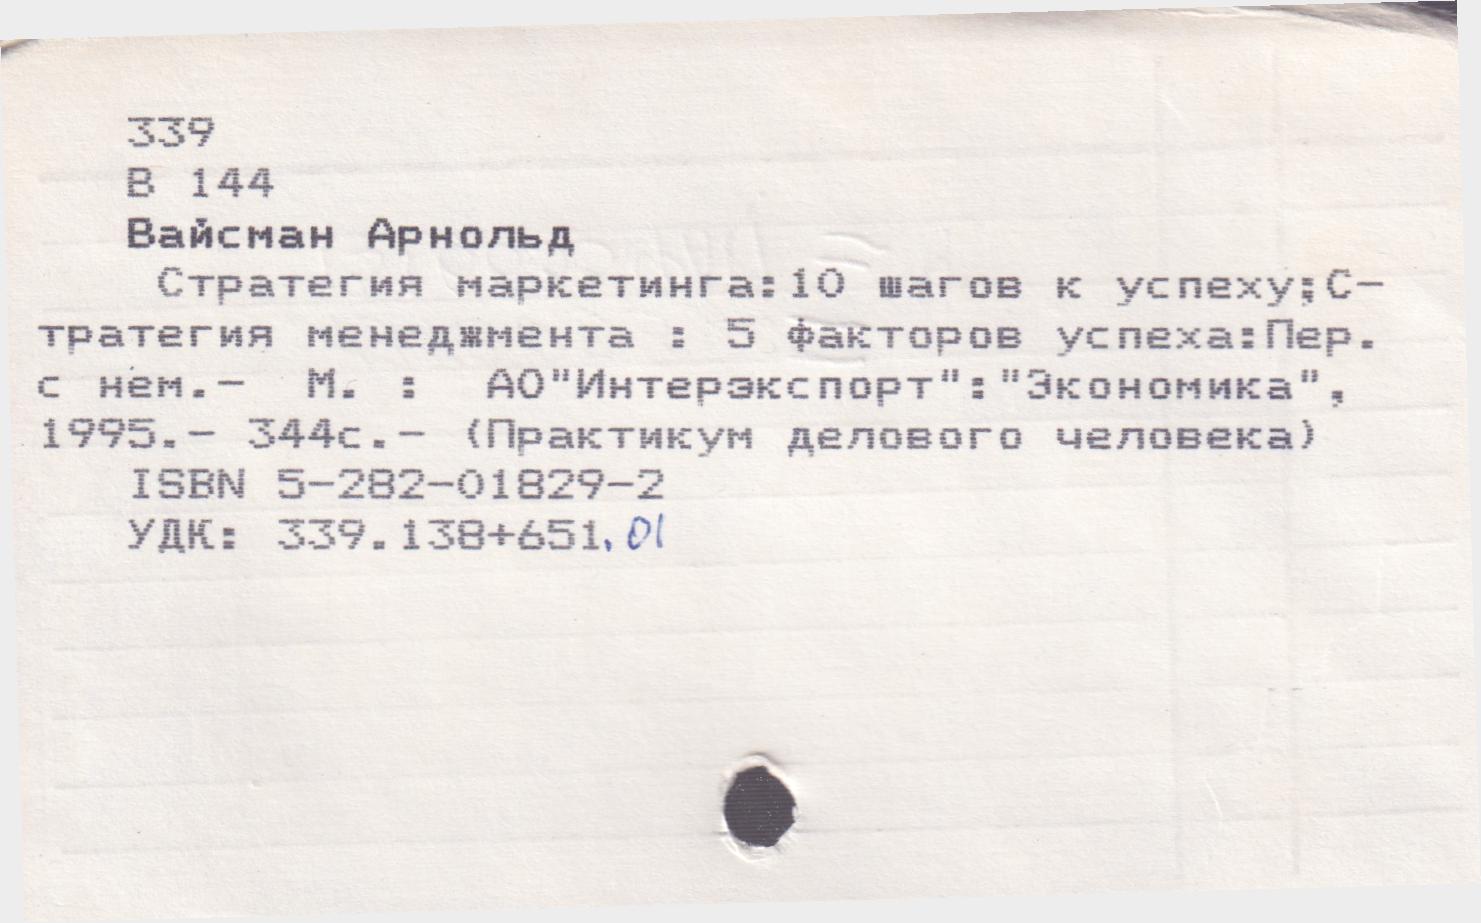 339
В 144
Вайсман Арнольд
Стратегия маркетинга:10 шагов к успеху;С-
тратегия менеджмента : 5 факторов успеха:Пер.
с нем.- М. : АО"Интерэкспорт":"Экономика",
1995.- 344с.- (Практикум делового человека)
ISBN 5-282-01829-2
УДК: 339.138+651.01